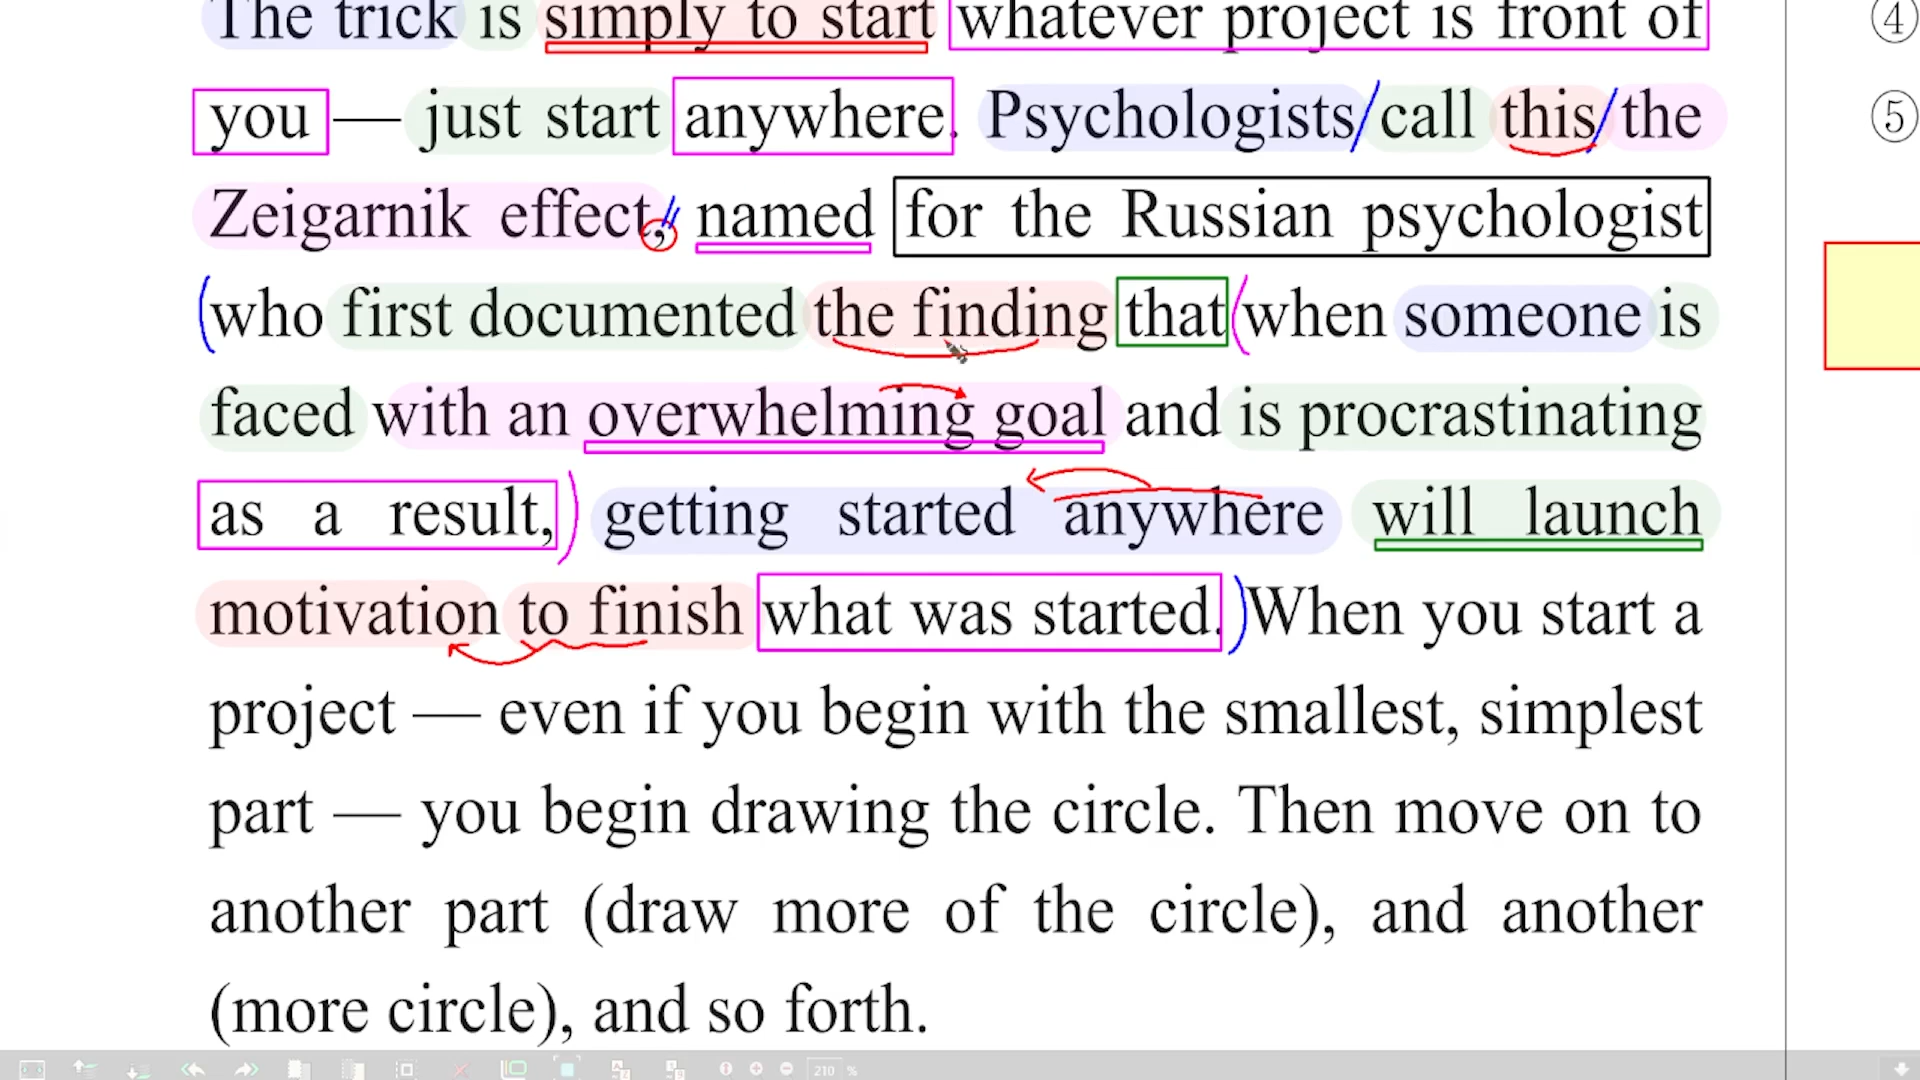 The trick is simply to start whatever project is front of
④
you — just start anywhere. Psychologists/call this/the
⑤
Zeigarnik effect, named for the Russian psychologist
(who first documented the finding that (when someone is
faced with an overwhelming goal and is procrastinating
as a result,) getting started anywhere will launch
motivation to finish what was started.) When you start a
project — even if you begin with the smallest, simplest
part — you begin drawing the circle. Then move on to
another part (draw more of the circle), and another
(more circle), and so forth.
210 %